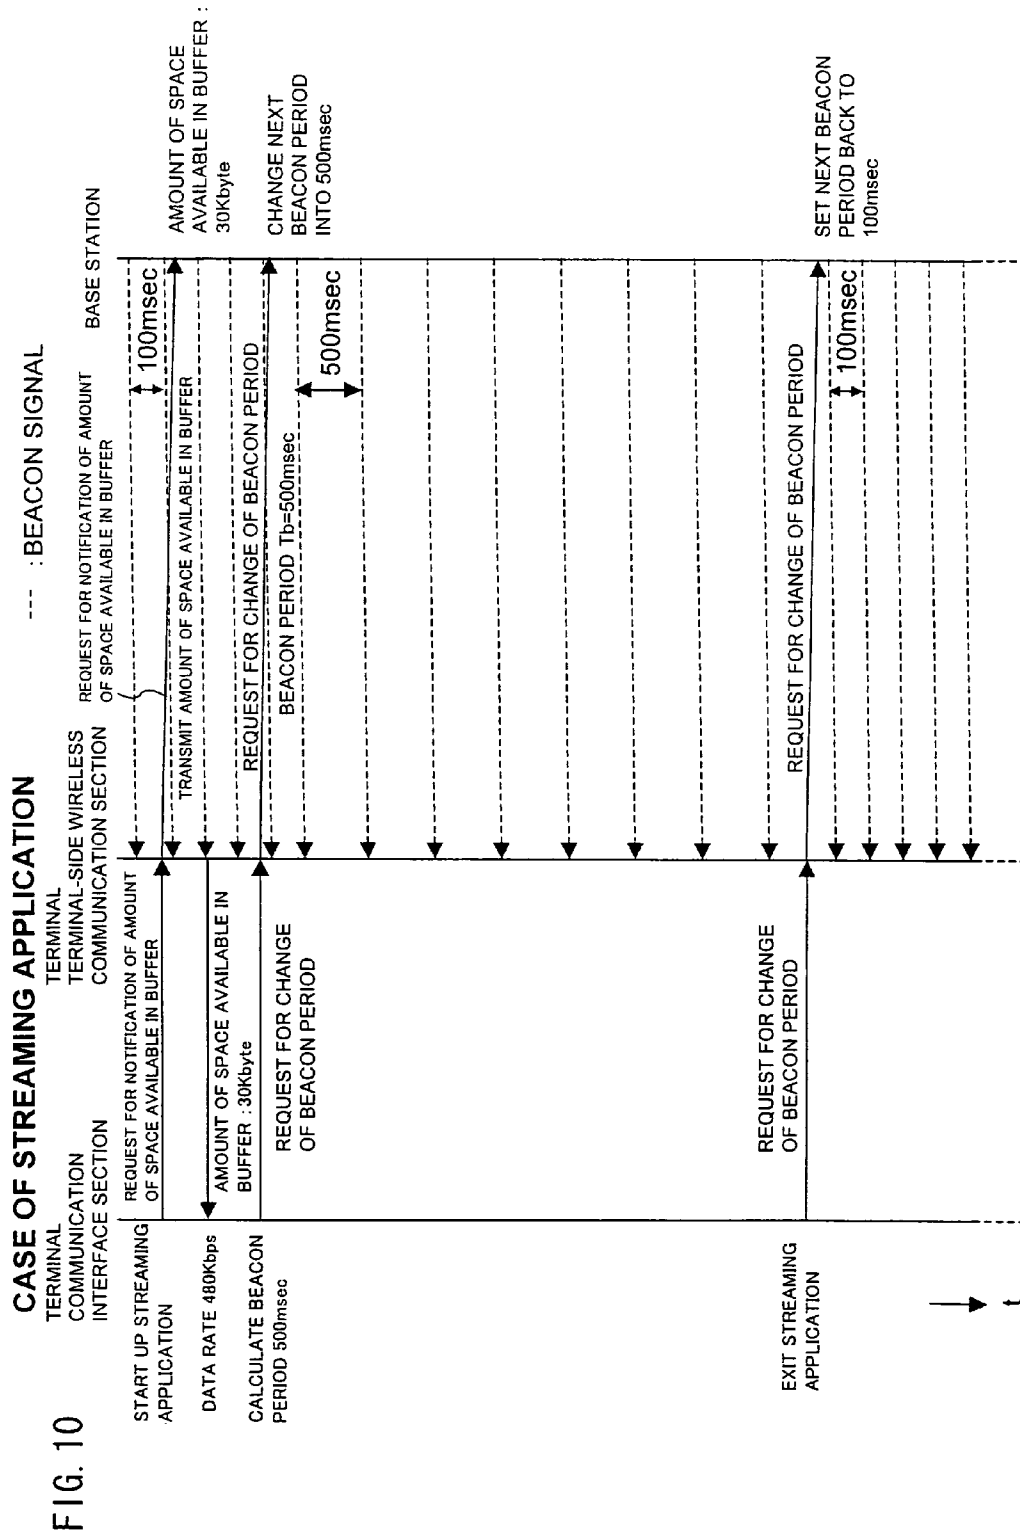 FIG. 10
CASE OF STREAMING APPLICATION
--- : BEACON SIGNAL
TERMINAL
COMMUNICATION
INTERFACE SECTION
TERMINAL
TERMINAL-SIDE WIRELESS
COMMUNICATION SECTION
BASE STATION
REQUEST FOR NOTIFICATION OF AMOUNT
OF SPACE AVAILABLE IN BUFFER
START UP STREAMING
APPLICATION
REQUEST FOR NOTIFICATION OF AMOUNT
OF SPACE AVAILABLE IN BUFFER
100msec
AMOUNT OF SPACE
AVAILABLE IN BUFFER :
30Kbyte
TRANSMIT AMOUNT OF SPACE AVAILABLE IN BUFFER
DATA RATE 480Kbps
AMOUNT OF SPACE AVAILABLE IN
BUFFER : 30Kbyte
CALCULATE BEACON
PERIOD 500msec
REQUEST FOR CHANGE
OF BEACON PERIOD
REQUEST FOR CHANGE OF BEACON PERIOD
BEACON PERIOD Tb=500msec
CHANGE NEXT
BEACON PERIOD
INTO 500msec
500msec
EXIT STREAMING
APPLICATION
REQUEST FOR CHANGE
OF BEACON PERIOD
REQUEST FOR CHANGE OF BEACON PERIOD
SET NEXT BEACON
PERIOD BACK TO
100msec
100msec
t